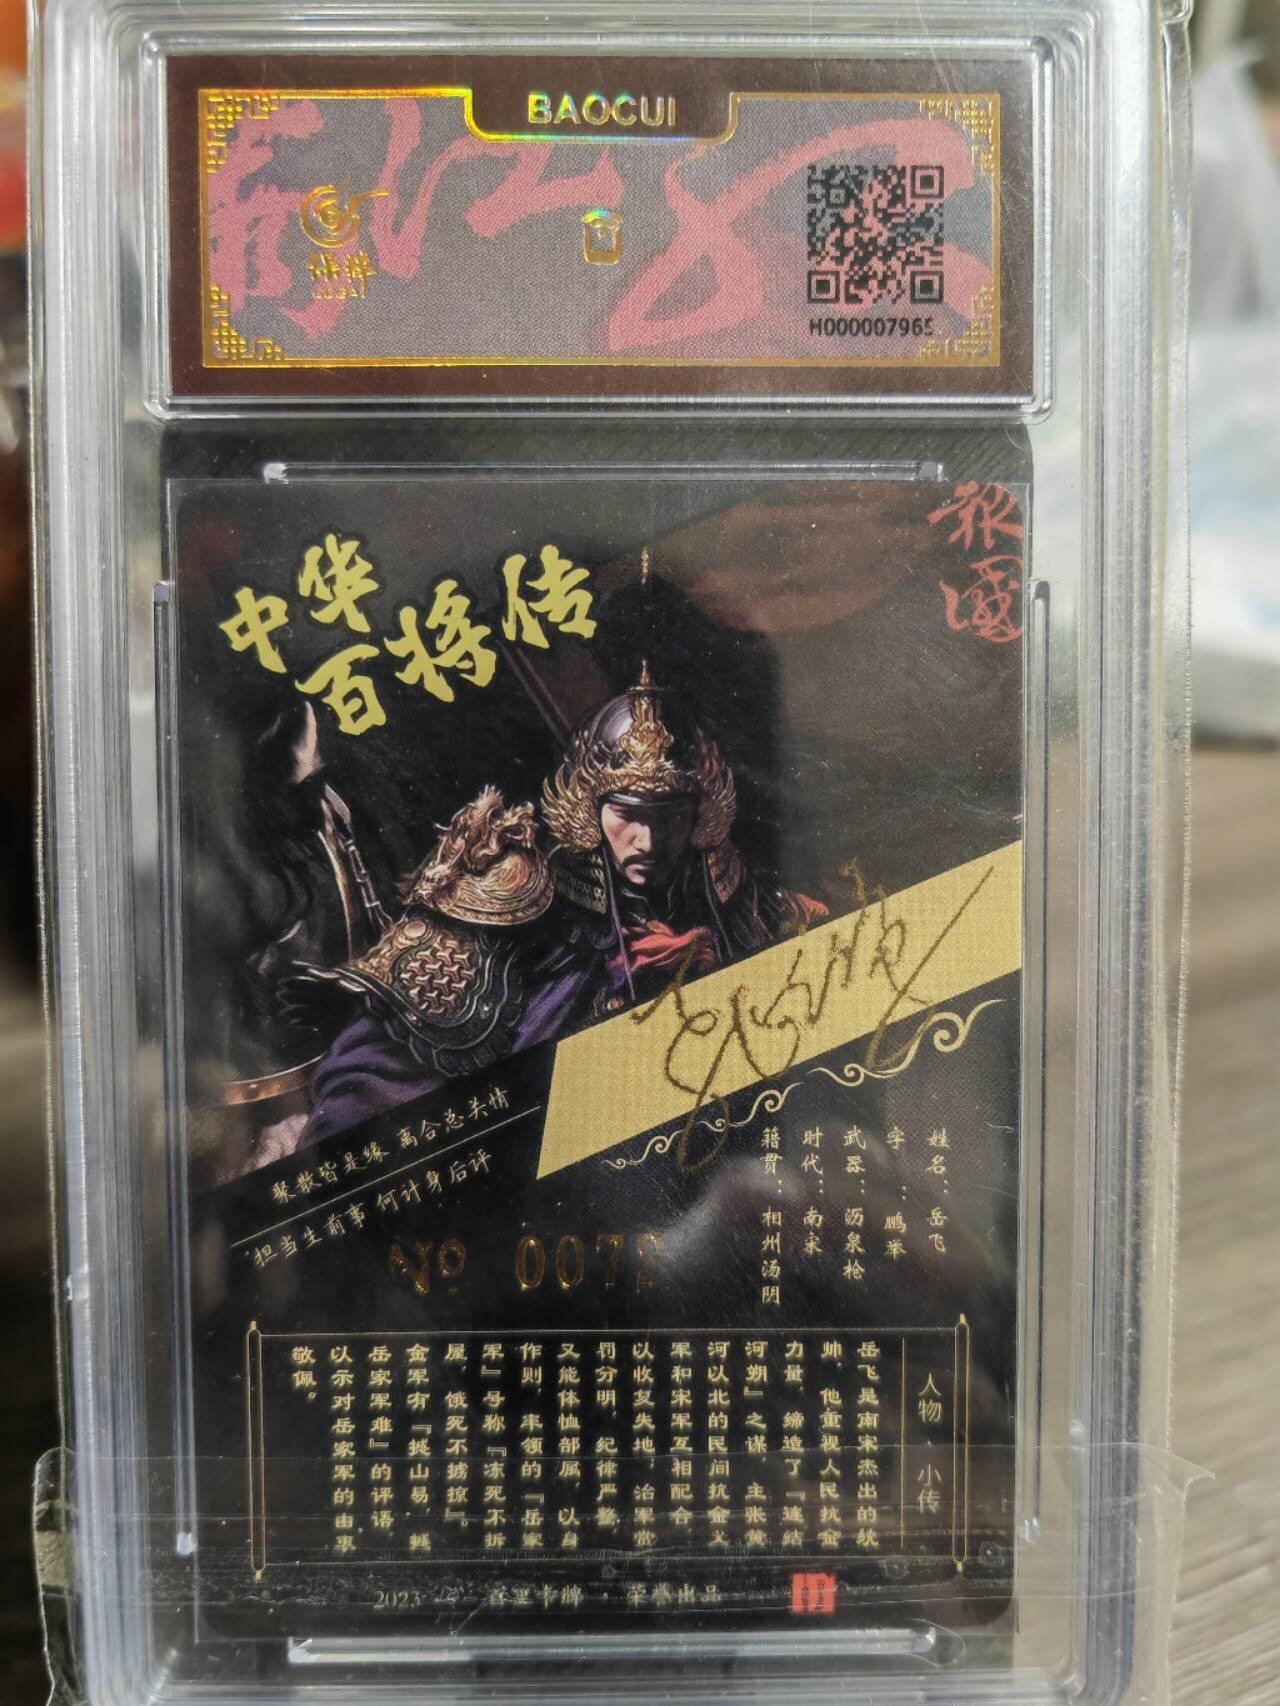 BAOCUI
保粹
H000007965
报國
中华
百将传
聚散皆是缘 离合总关情
担当生前事 何计身后评
姓名：岳飞
字：鹏举
武器：沥泉枪
时代：南宋
籍贯：相州汤阴
No 0072
人物·小传
岳飞是南宋杰出的统
帅，他重视人民抗金
力量，缔造了『连结
河朔』之谋，主张黄
河以北的民间抗金义
军和宋军互相配合，
以收复失地，治军赏
罚分明，纪律严整，
又能体恤部属，以身
作则，率领的『岳家
军』号称『冻死不拆
屋，饿死不掳掠』。
金军有『撼山易，撼
岳家军难』的评语，
以示对岳家军的由衷
敬佩。
2023 卡牌·荣誉出品